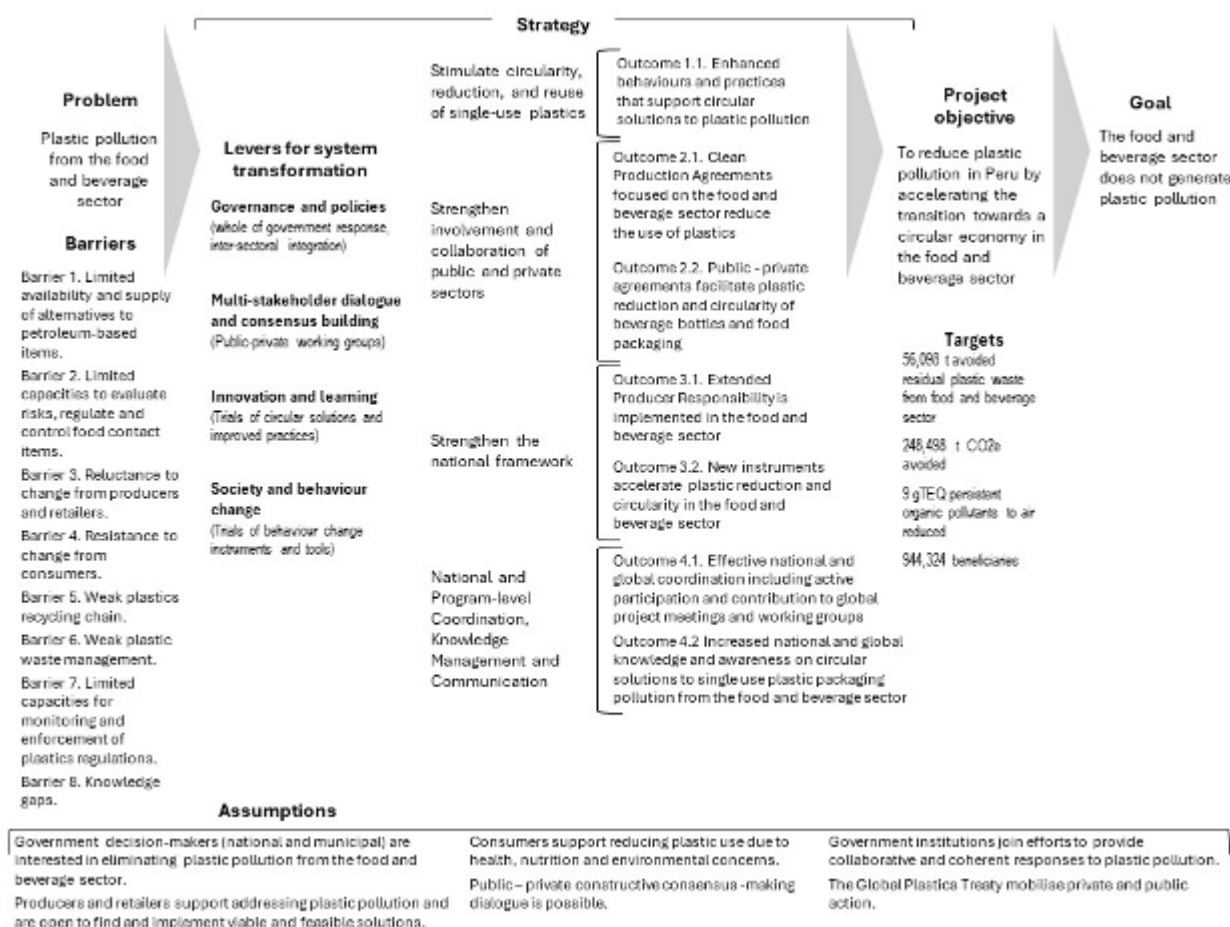 Strategy
Problem
Plastic pollution
from the food
and beverage
sector
Barriers
Barrier 1. Limited
availability and supply
of alternatives to
petroleum-based
items.
Barrier 2. Limited
capacities to evaluate
risks, regulate and
control food contact
items.
Barrier 3. Reluctance to
change from producers
and retailers.
Barrier 4. Resistance to
change from
consumers.
Barrier 5. Weak plastics
recycling chain.
Barrier 6. Weak plastic
waste management.
Barrier 7. Limited
capacities for
monitoring and
enforcement of
plastics regulations.
Barrier 8. Knowledge
gaps.
Levers for system
transformation
Governance and policies
(whole of government response,
inter-sectoral integration)
Multi-stakeholder dialogue
and consensus building
(Public-private working groups)
Innovation and learning
(Trials of circular solutions and
improved practices)
Society and behaviour
change
(Trials of behaviour change
instruments and tools)
Stimulate circularity,
reduction, and reuse
of single-use plastics
Outcome 1.1. Enhanced
behaviours and practices
that support circular
solutions to plastic pollution
Strengthen
involvement and
collaboration of
public and private
sectors
Outcome 2.1. Clean
Production Agreements
focused on the food and
beverage sector reduce
the use of plastics
Outcome 2.2. Public - private
agreements facilitate plastic
reduction and circularity of
beverage bottles and food
packaging
Strengthen the
national framework
Outcome 3.1. Extended
Producer Responsibility is
implemented in the food and
beverage sector
Outcome 3.2. New instruments
accelerate plastic reduction and
circularity in the food and
beverage sector
National and
Program-level
Coordination,
Knowledge
Management and
Communication
Outcome 4.1. Effective national and
global coordination including active
participation and contribution to global
project meetings and working groups
Outcome 4.2 Increased national and global
knowledge and awareness on circular
solutions to single use plastic packaging
pollution from the food and beverage sector
Project
objective
To reduce plastic
pollution in Peru by
accelerating the
transition towards a
circular economy in
the food and
beverage sector
Targets
56,098 t avoided
residual plastic waste
from food and beverage
sector
248,498 t CO2e
avoided
9 gTEQ persistent
organic pollutants to air
reduced
944,324 beneficiaries
Goal
The food and
beverage sector
does not generate
plastic pollution
Assumptions
Government decision-makers (national and municipal) are
interested in eliminating plastic pollution from the food and
beverage sector.
Producers and retailers support addressing plastic pollution and
are open to find and implement viable and feasible solutions.
Consumers support reducing plastic use due to
health, nutrition and environmental concerns.
Public – private constructive consensus -making
dialogue is possible.
Government institutions join efforts to provide
collaborative and coherent responses to plastic pollution.
The Global Plastics Treaty mobilise private and public
action.